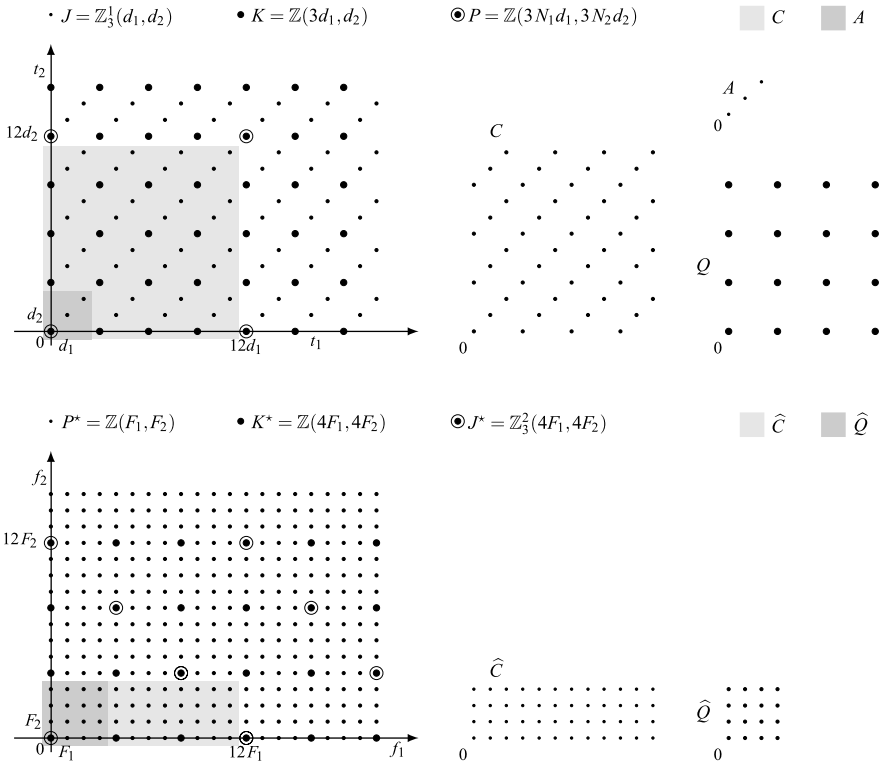 J = ℤ₃¹(d₁,d₂) K = ℤ(3d₁,d₂) P = ℤ(3N₁d₁,3N₂d₂) C A
t₂
A
0
12d₂
C
Q
d₂
0 d₁ 12d₁ t₁ 0 0
P⋆ = ℤ(F₁,F₂) K⋆ = ℤ(4F₁,4F₂) J⋆ = ℤ₃²(4F₁,4F₂) Ĉ Q̂
f₂
12F₂
Ĉ
Q̂
F₂
0 F₁ 12F₁ f₁ 0 0